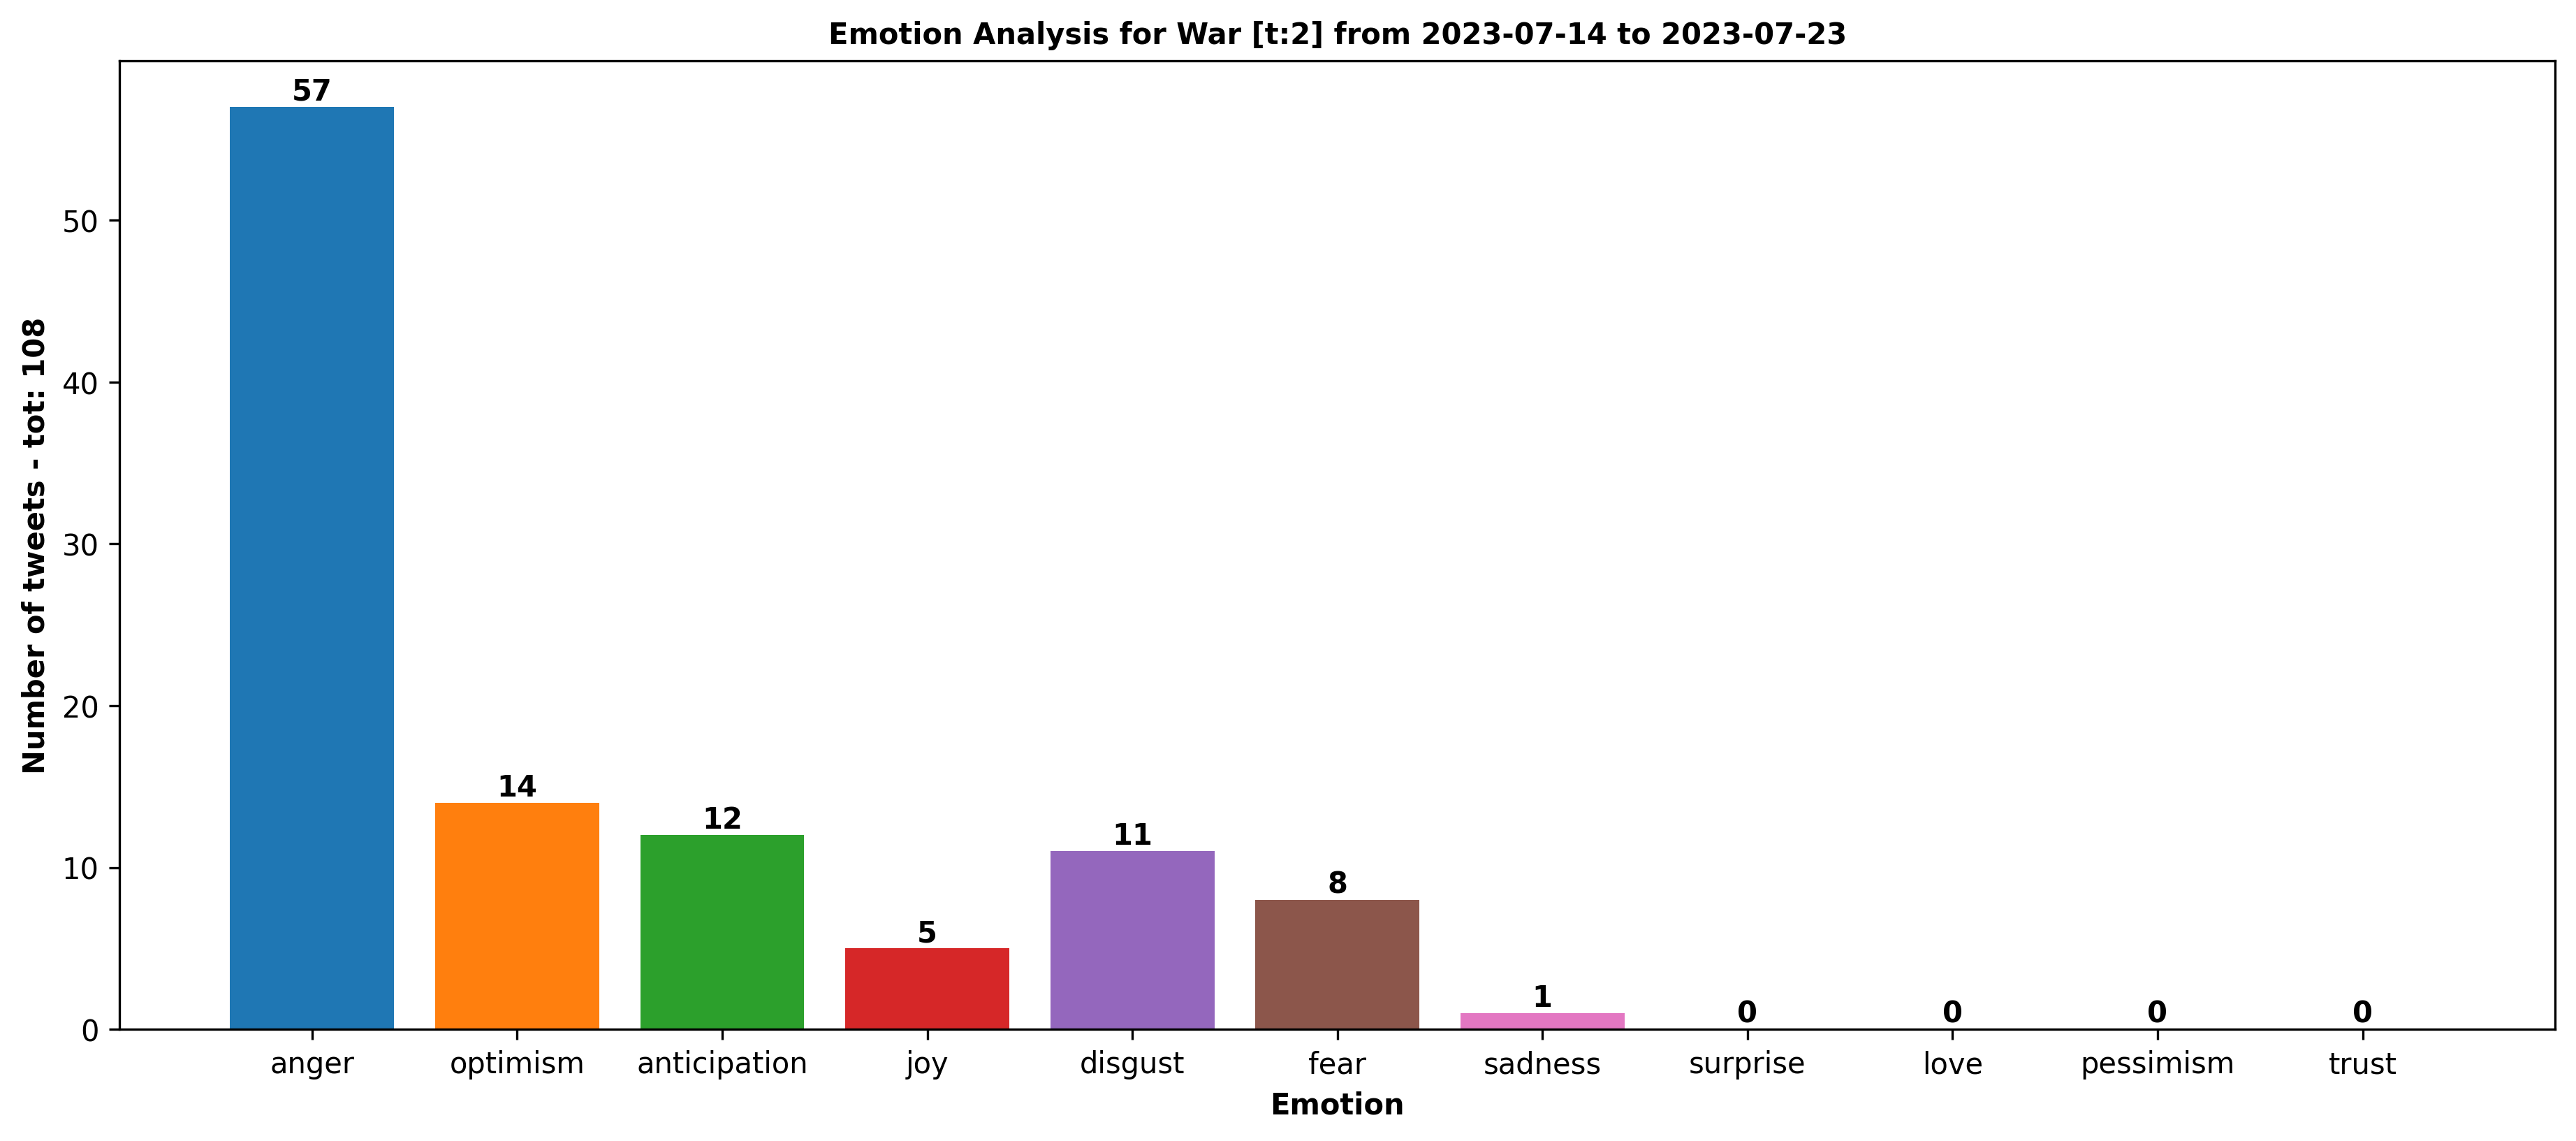 Emotion Analysis for War [t:2] from 2023-07-14 to 2023-07-23
Number of tweets - tot: 108
50
40
30
20
10
0
57
14
12
5
11
8
1
0
0
0
0
anger
optimism
anticipation
joy
disgust
fear
sadness
surprise
love
pessimism
trust
Emotion